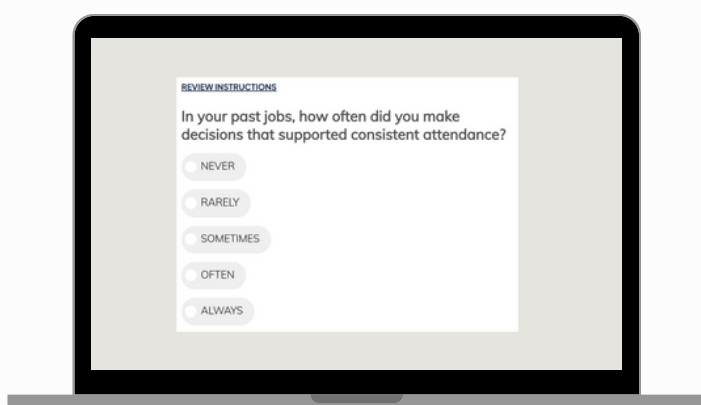 REVIEW INSTRUCTIONS
In your past jobs, how often did you make
decisions that supported consistent attendance?
NEVER
RARELY
SOMETIMES
OFTEN
ALWAYS